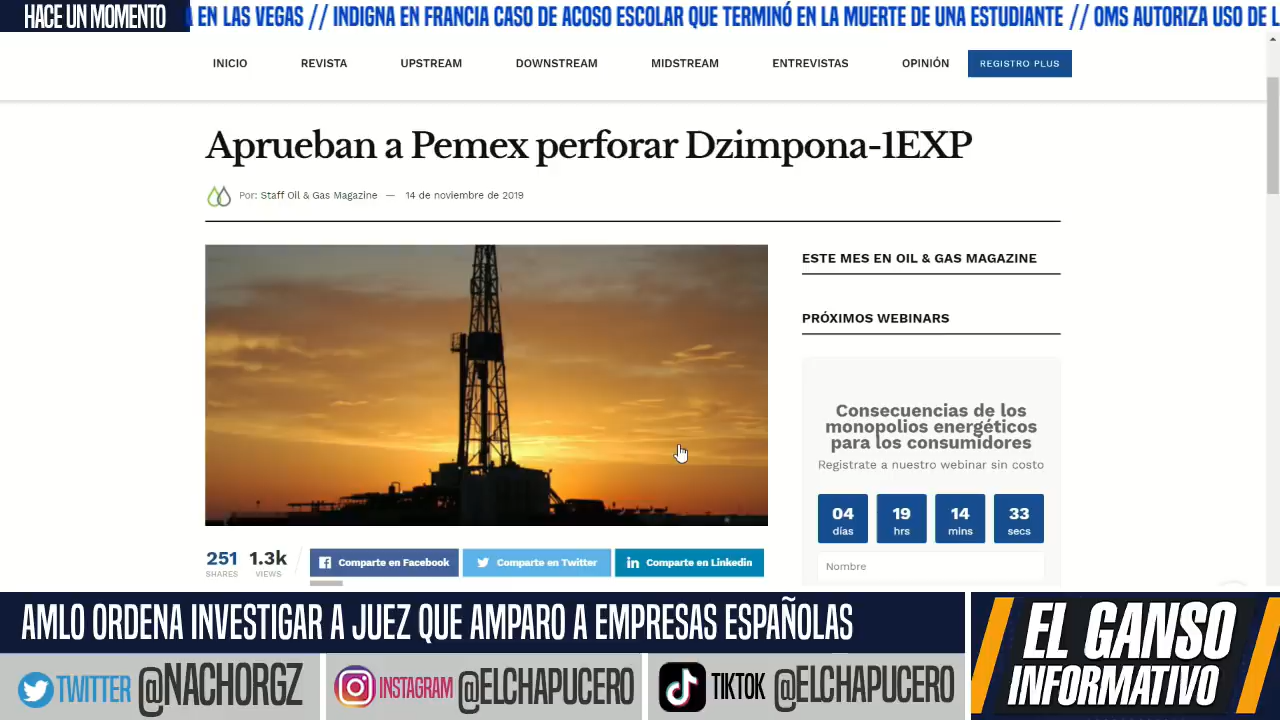 HACE UN MOMENTO
EN LAS VEGAS // INDIGNA EN FRANCIA CASO DE ACOSO ESCOLAR QUE TERMINÓ EN LA MUERTE DE UNA ESTUDIANTE // OMS AUTORIZA USO DE
INICIO REVISTA UPSTREAM DOWNSTREAM MIDSTREAM ENTREVISTAS OPINIÓN REGISTRO PLUS
Aprueban a Pemex perforar Dzimpona-1EXP
Por: Staff Oil & Gas Magazine — 14 de noviembre de 2019
ESTE MES EN OIL & GAS MAGAZINE
PRÓXIMOS WEBINARS
Consecuencias de los
monopolios energéticos
para los consumidores
Registrate a nuestro webinar sin costo
04 19 14 33
días hrs mins secs
Nombre
251 1.3k
SHARES VIEWS
Comparte en Facebook Comparte en Twitter Comparte en Linkedin
AMLO ORDENA INVESTIGAR A JUEZ QUE AMPARO A EMPRESAS ESPAÑOLAS
TWITTER @NACHORGZ INSTAGRAM @ELCHAPUCERO TIKTOK @ELCHAPUCERO
EL GANSO
INFORMATIVO